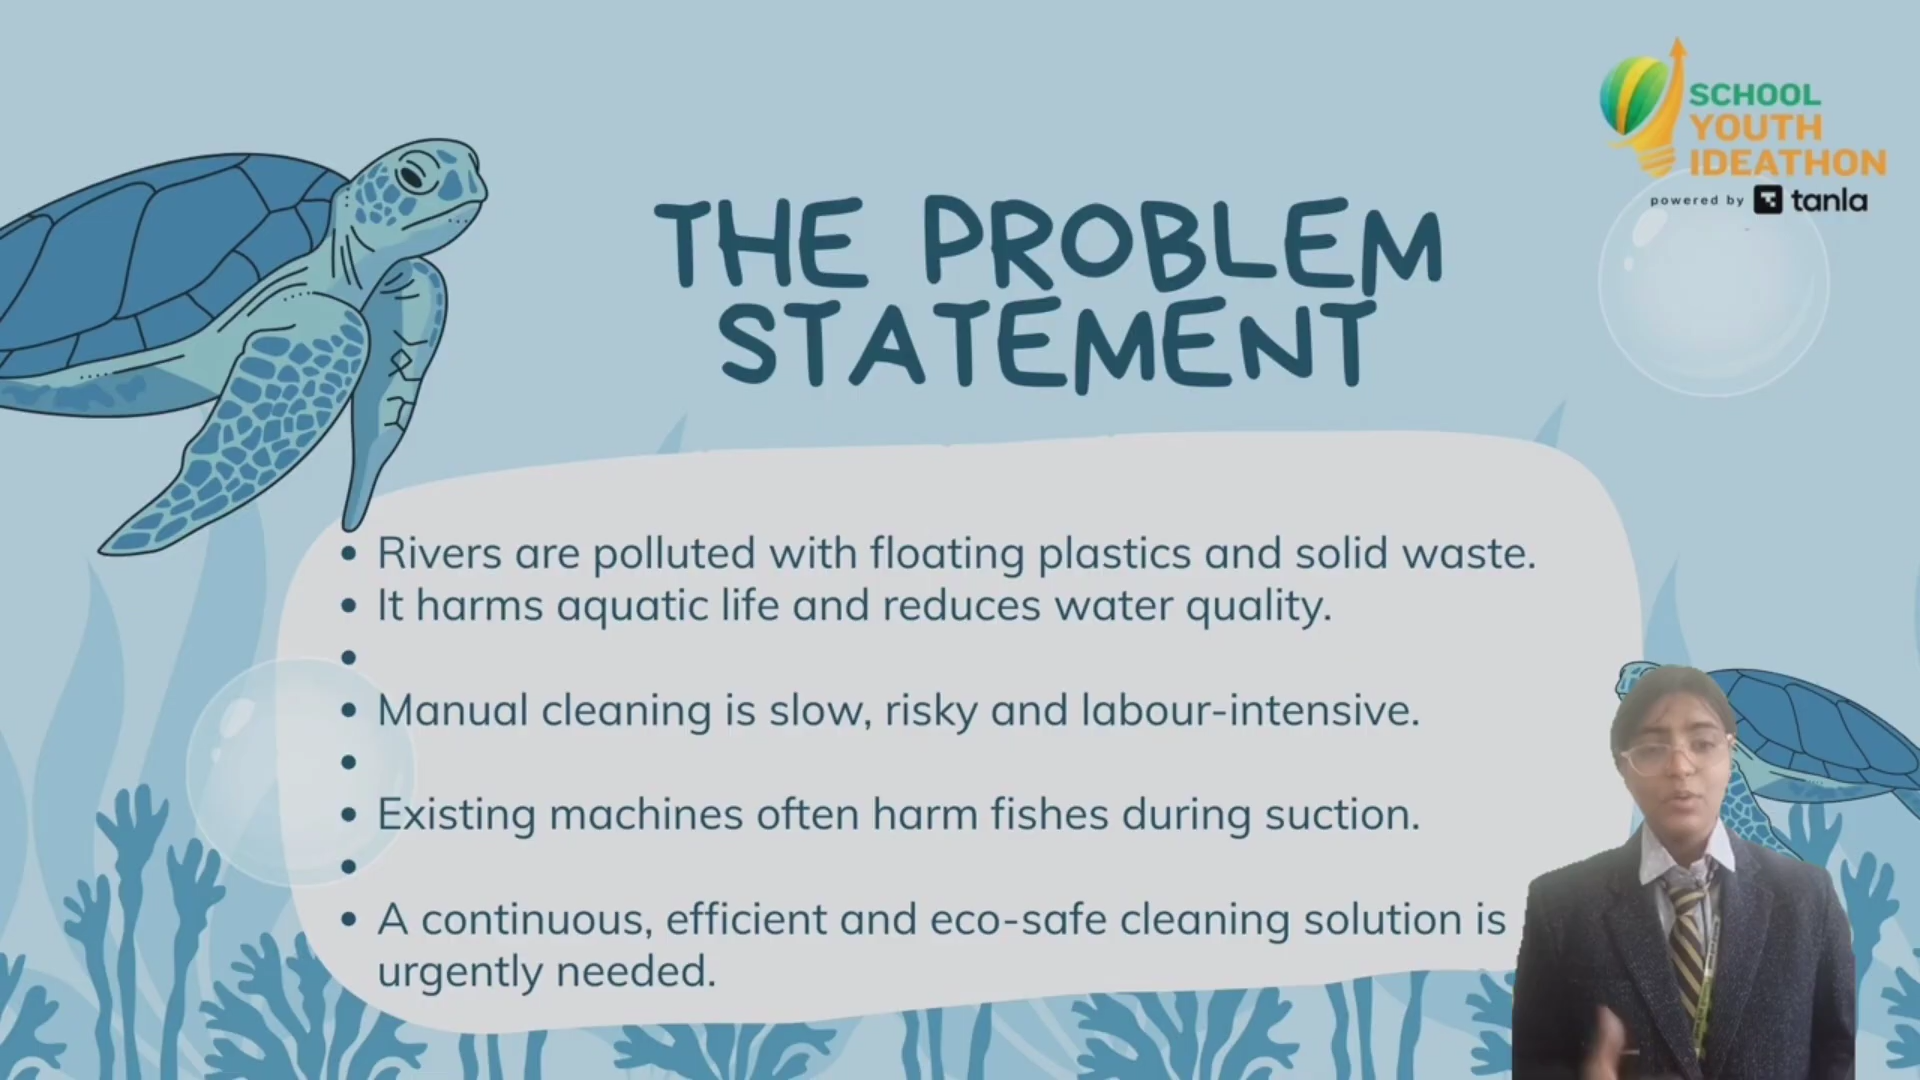 SCHOOL
YOUTH
IDEATHON
powered by tanla
THE PROBLEM
STATEMENT
• Rivers are polluted with floating plastics and solid waste.
• It harms aquatic life and reduces water quality.
•
• Manual cleaning is slow, risky and labour-intensive.
•
• Existing machines often harm fishes during suction.
•
• A continuous, efficient and eco-safe cleaning solution is
urgently needed.